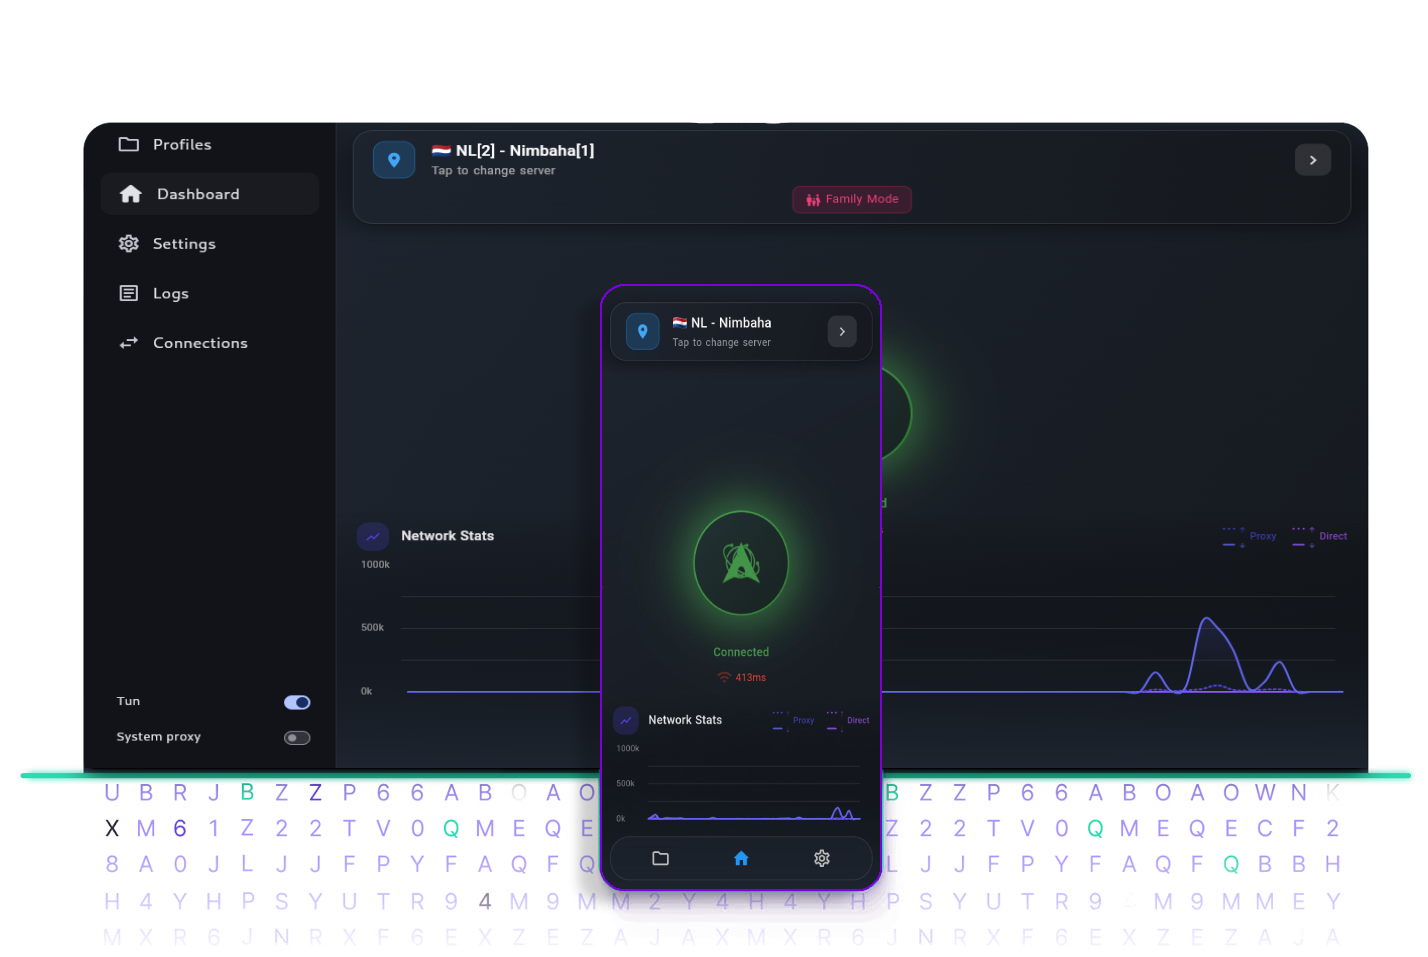 Profiles
Dashboard
Settings
Logs
Connections
Tun
System proxy
NL[2] - Nimbaha[1]
Tap to change server
Family Mode
Network Stats
Proxy
Direct
1000k
500k
0k
d
NL - Nimbaha
Tap to change server
Connected
413ms
Network Stats
Proxy
Direct
1000k
500k
0k
U B R J B Z Z P 6 6 A B O A O B Z Z P 6 6 A B O A O W N K
X M 6 1 Z 2 2 T V 0 Q M E Q E Z 2 2 T V 0 Q M E Q E C F 2
8 A 0 J L J J F P Y F A Q F Q L J J F P Y F A Q F Q B B H
H 4 Y H P S Y U T R 9 4 M 9 M M 2 Y 4 H 4 Y H P S Y U T R 9 M 9 M M E Y
M X R 6 J N R X F 6 E X Z E Z A J A X M X R 6 J N R X F 6 E X Z E Z A J A